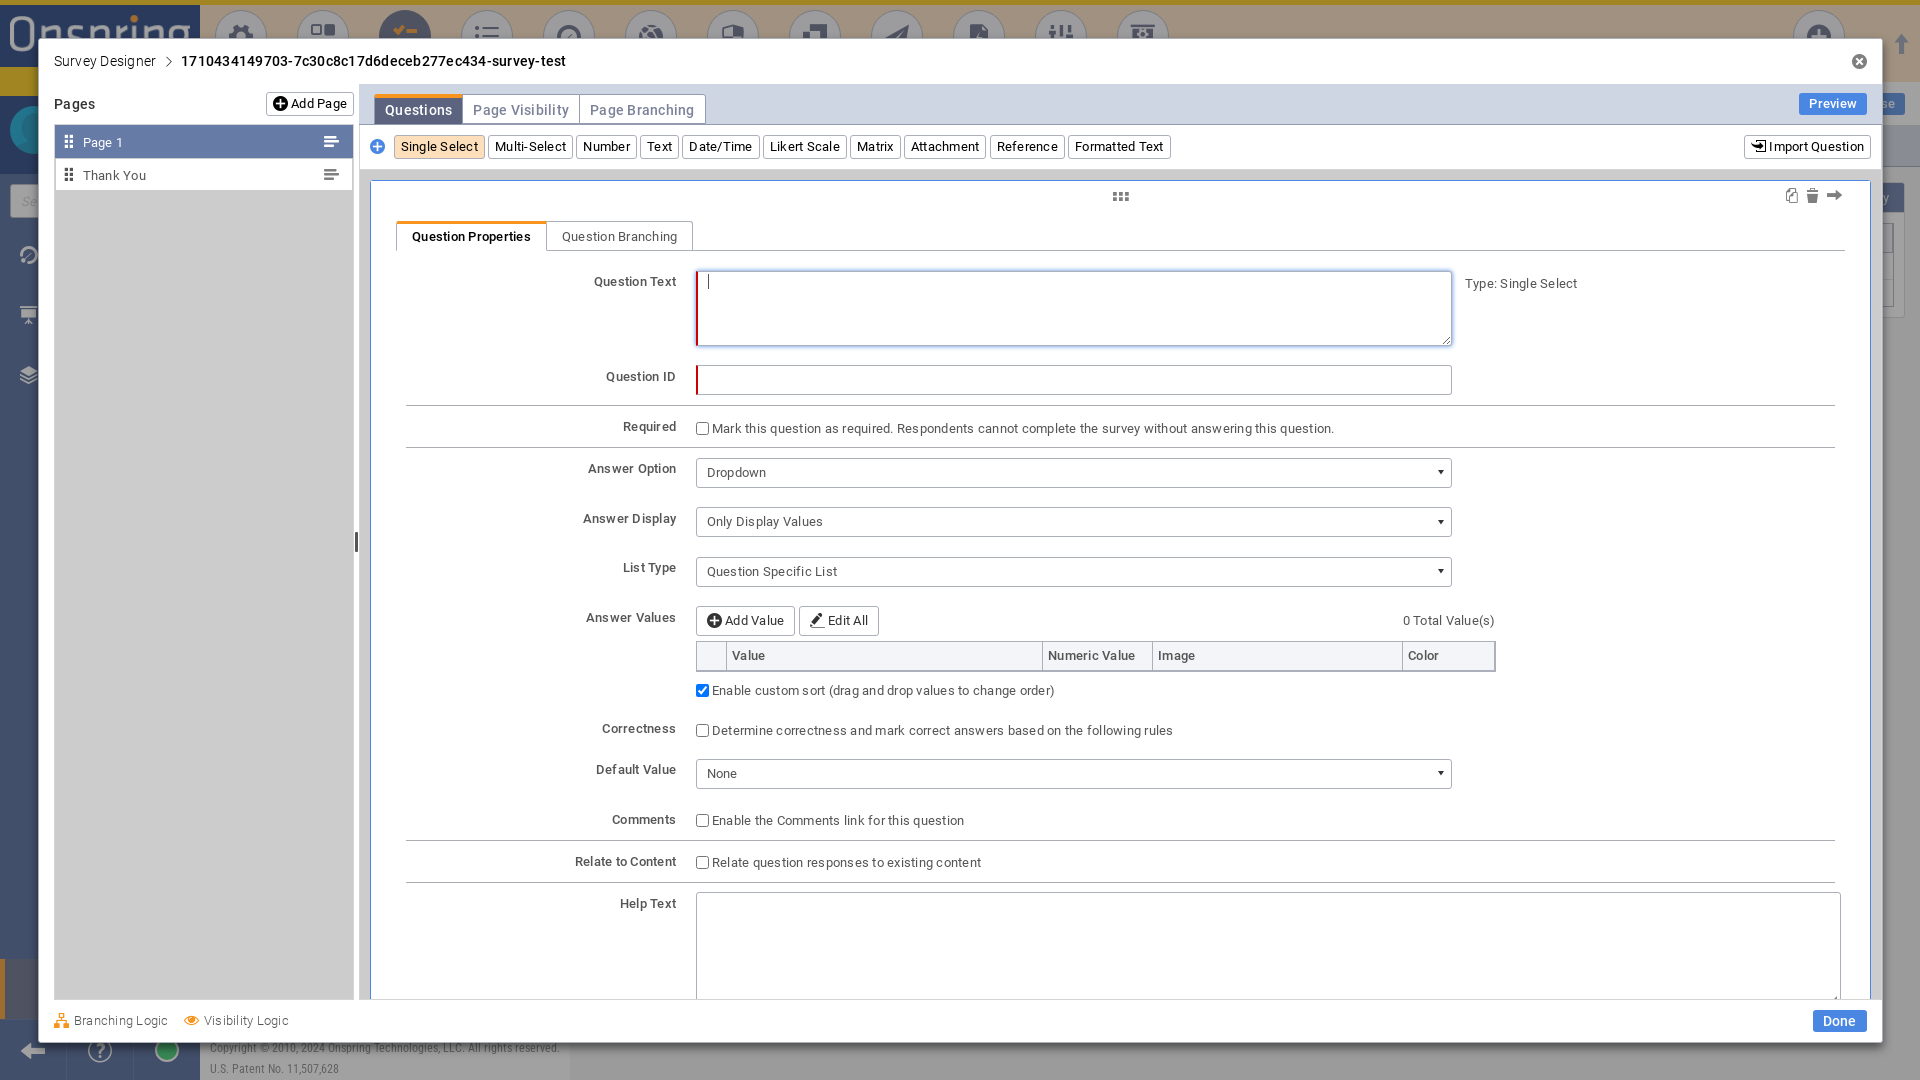 Onspring
Survey Designer > 1710434149703-7c30c8c17d6deceb277ec434-survey-test
Pages
Add Page
Page 1
Thank You
Questions
Page Visibility
Page Branching
Preview
Single Select
Multi-Select
Number
Text
Date/Time
Likert Scale
Matrix
Attachment
Reference
Formatted Text
Import Question
Question Properties
Question Branching
Question Text
Type: Single Select
Question ID
Required
Mark this question as required. Respondents cannot complete the survey without answering this question.
Answer Option
Dropdown
Answer Display
Only Display Values
List Type
Question Specific List
Answer Values
Add Value
Edit All
0 Total Value(s)
Value
Numeric Value
Image
Color
Enable custom sort (drag and drop values to change order)
Correctness
Determine correctness and mark correct answers based on the following rules
Default Value
None
Comments
Enable the Comments link for this question
Relate to Content
Relate question responses to existing content
Help Text
Branching Logic
Visibility Logic
Done
Copyright © 2010, 2024 Onspring Technologies, LLC. All rights reserved.
U.S. Patent No. 11,507,628